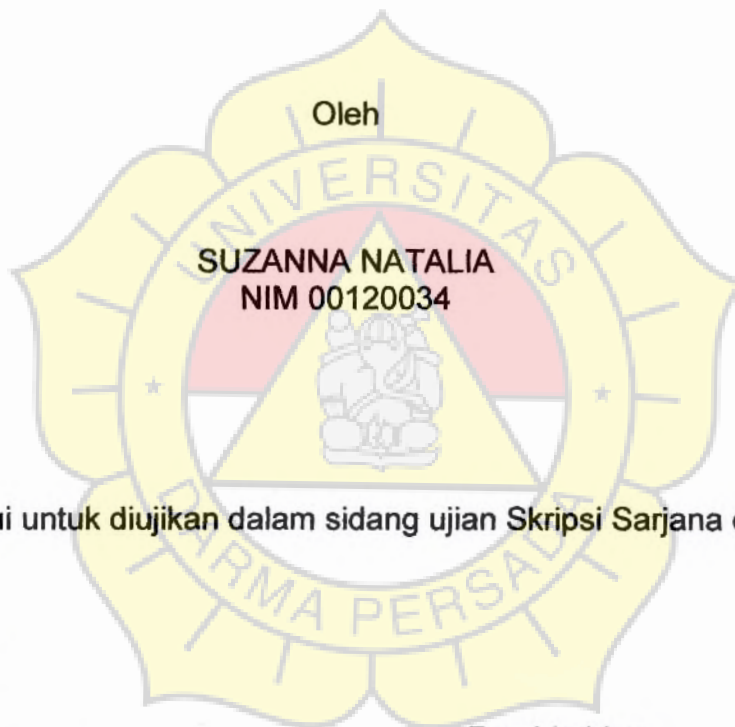 Oleh
UNIVERSITAS
SUZANNA NATALIA
NIM 00120034
untuk diujikan dalam sidang ujian Skripsi Sarjana
DARMA PERSADA